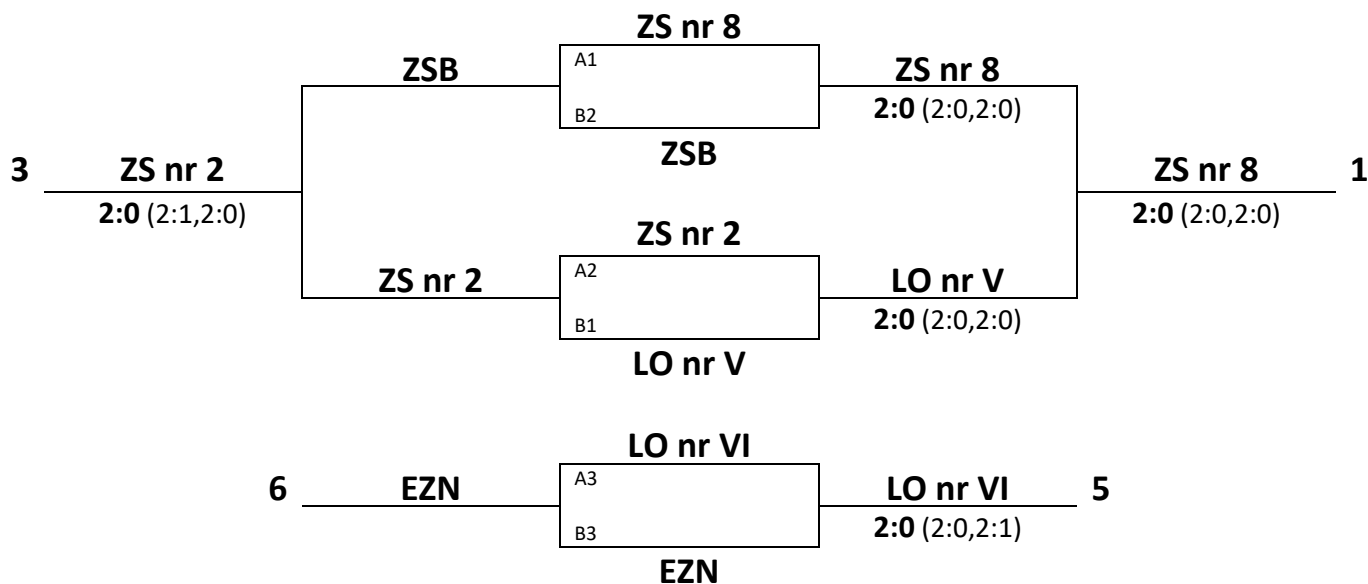 ZS nr 8
ZSB A1 ZS nr 8
B2 2:0 (2:0,2:0)
ZSB
3 ZS nr 2 ZS nr 8 1
2:0 (2:1,2:0) 2:0 (2:0,2:0)
ZS nr 2
ZS nr 2 A2 LO nr V
B1 2:0 (2:0,2:0)
LO nr V
LO nr VI
6 EZN A3 LO nr VI 5
B3 2:0 (2:0,2:1)
EZN